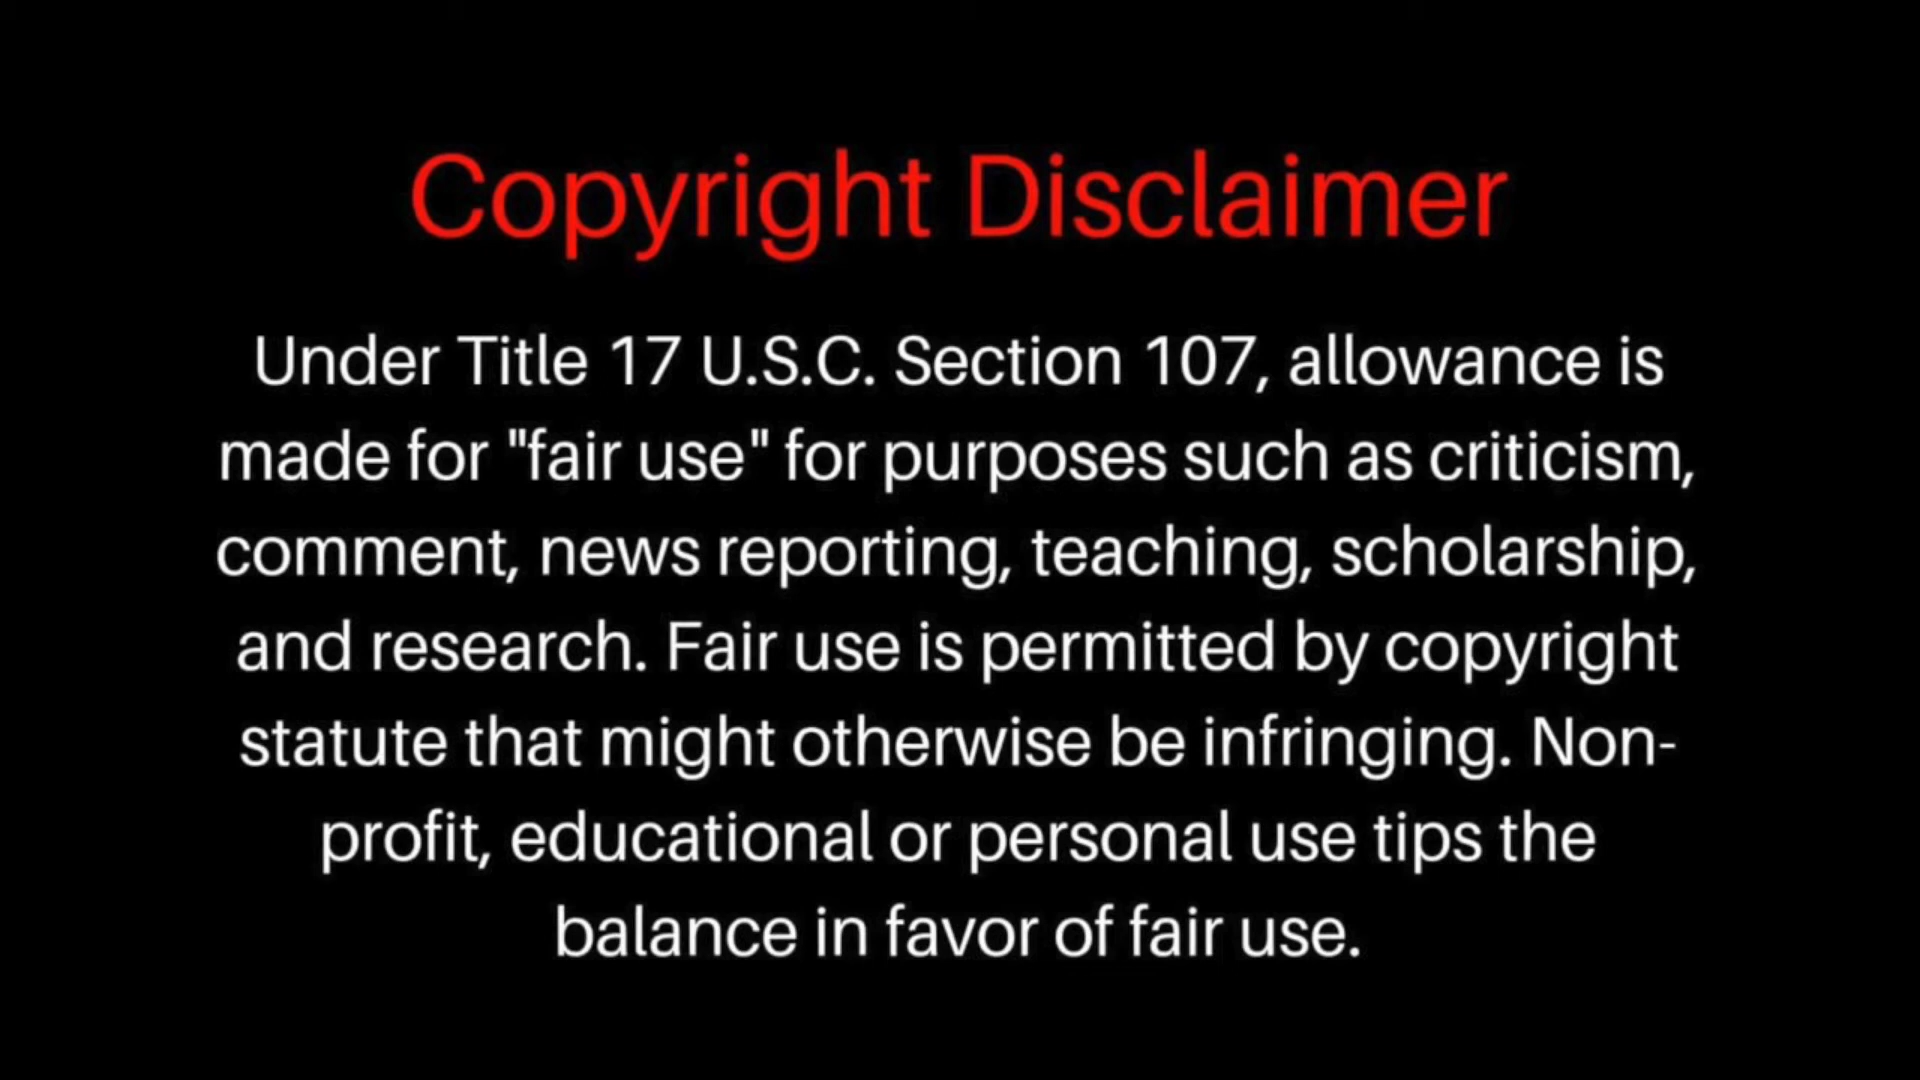 Copyright Disclaimer
Under Title 17 U.S.C. Section 107, allowance is
made for "fair use" for purposes such as criticism,
comment, news reporting, teaching, scholarship,
and research. Fair use is permitted by copyright
statute that might otherwise be infringing. Non-
profit, educational or personal use tips the
balance in favor of fair use.